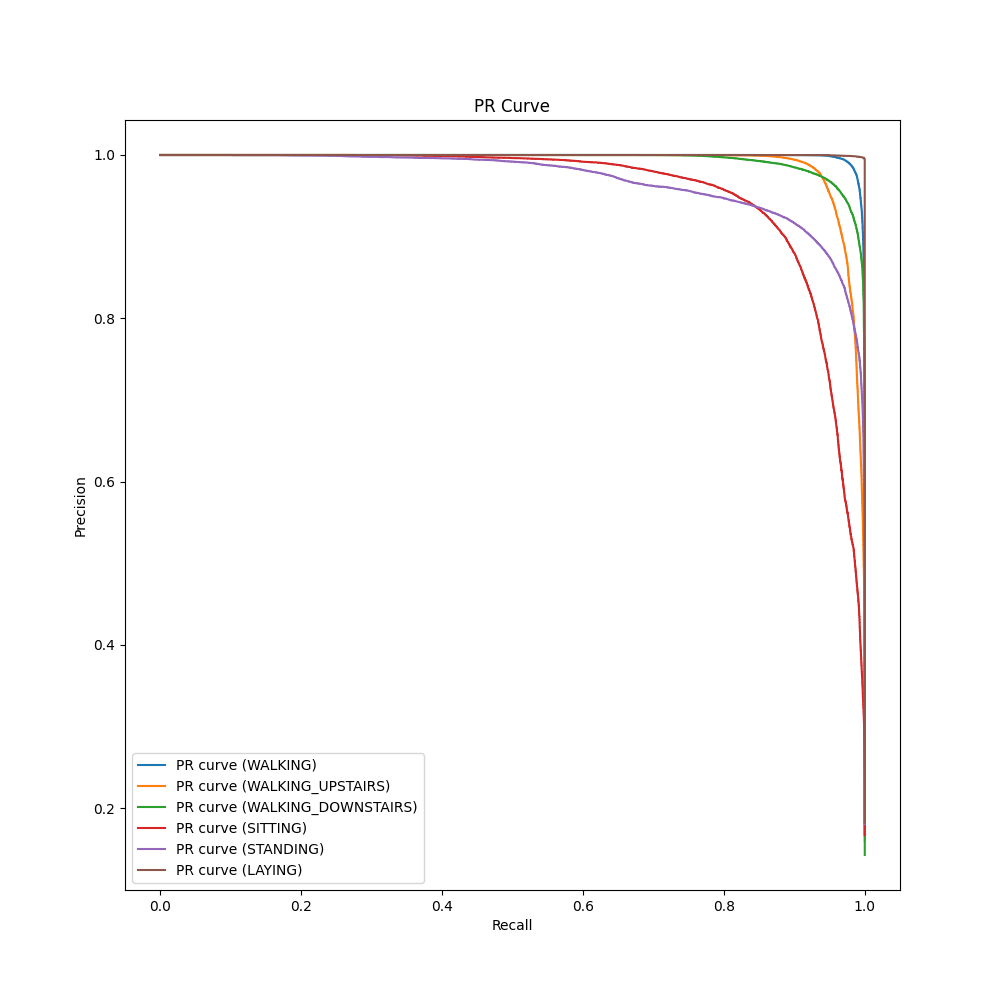 PR Curve
1.0
0.8
0.6
0.4
0.2
Precision
PR curve (WALKING)
PR curve (WALKING_UPSTAIRS)
PR curve (WALKING_DOWNSTAIRS)
PR curve (SITTING)
PR curve (STANDING)
PR curve (LAYING)
0.0 0.2 0.4 0.6 0.8 1.0
Recall